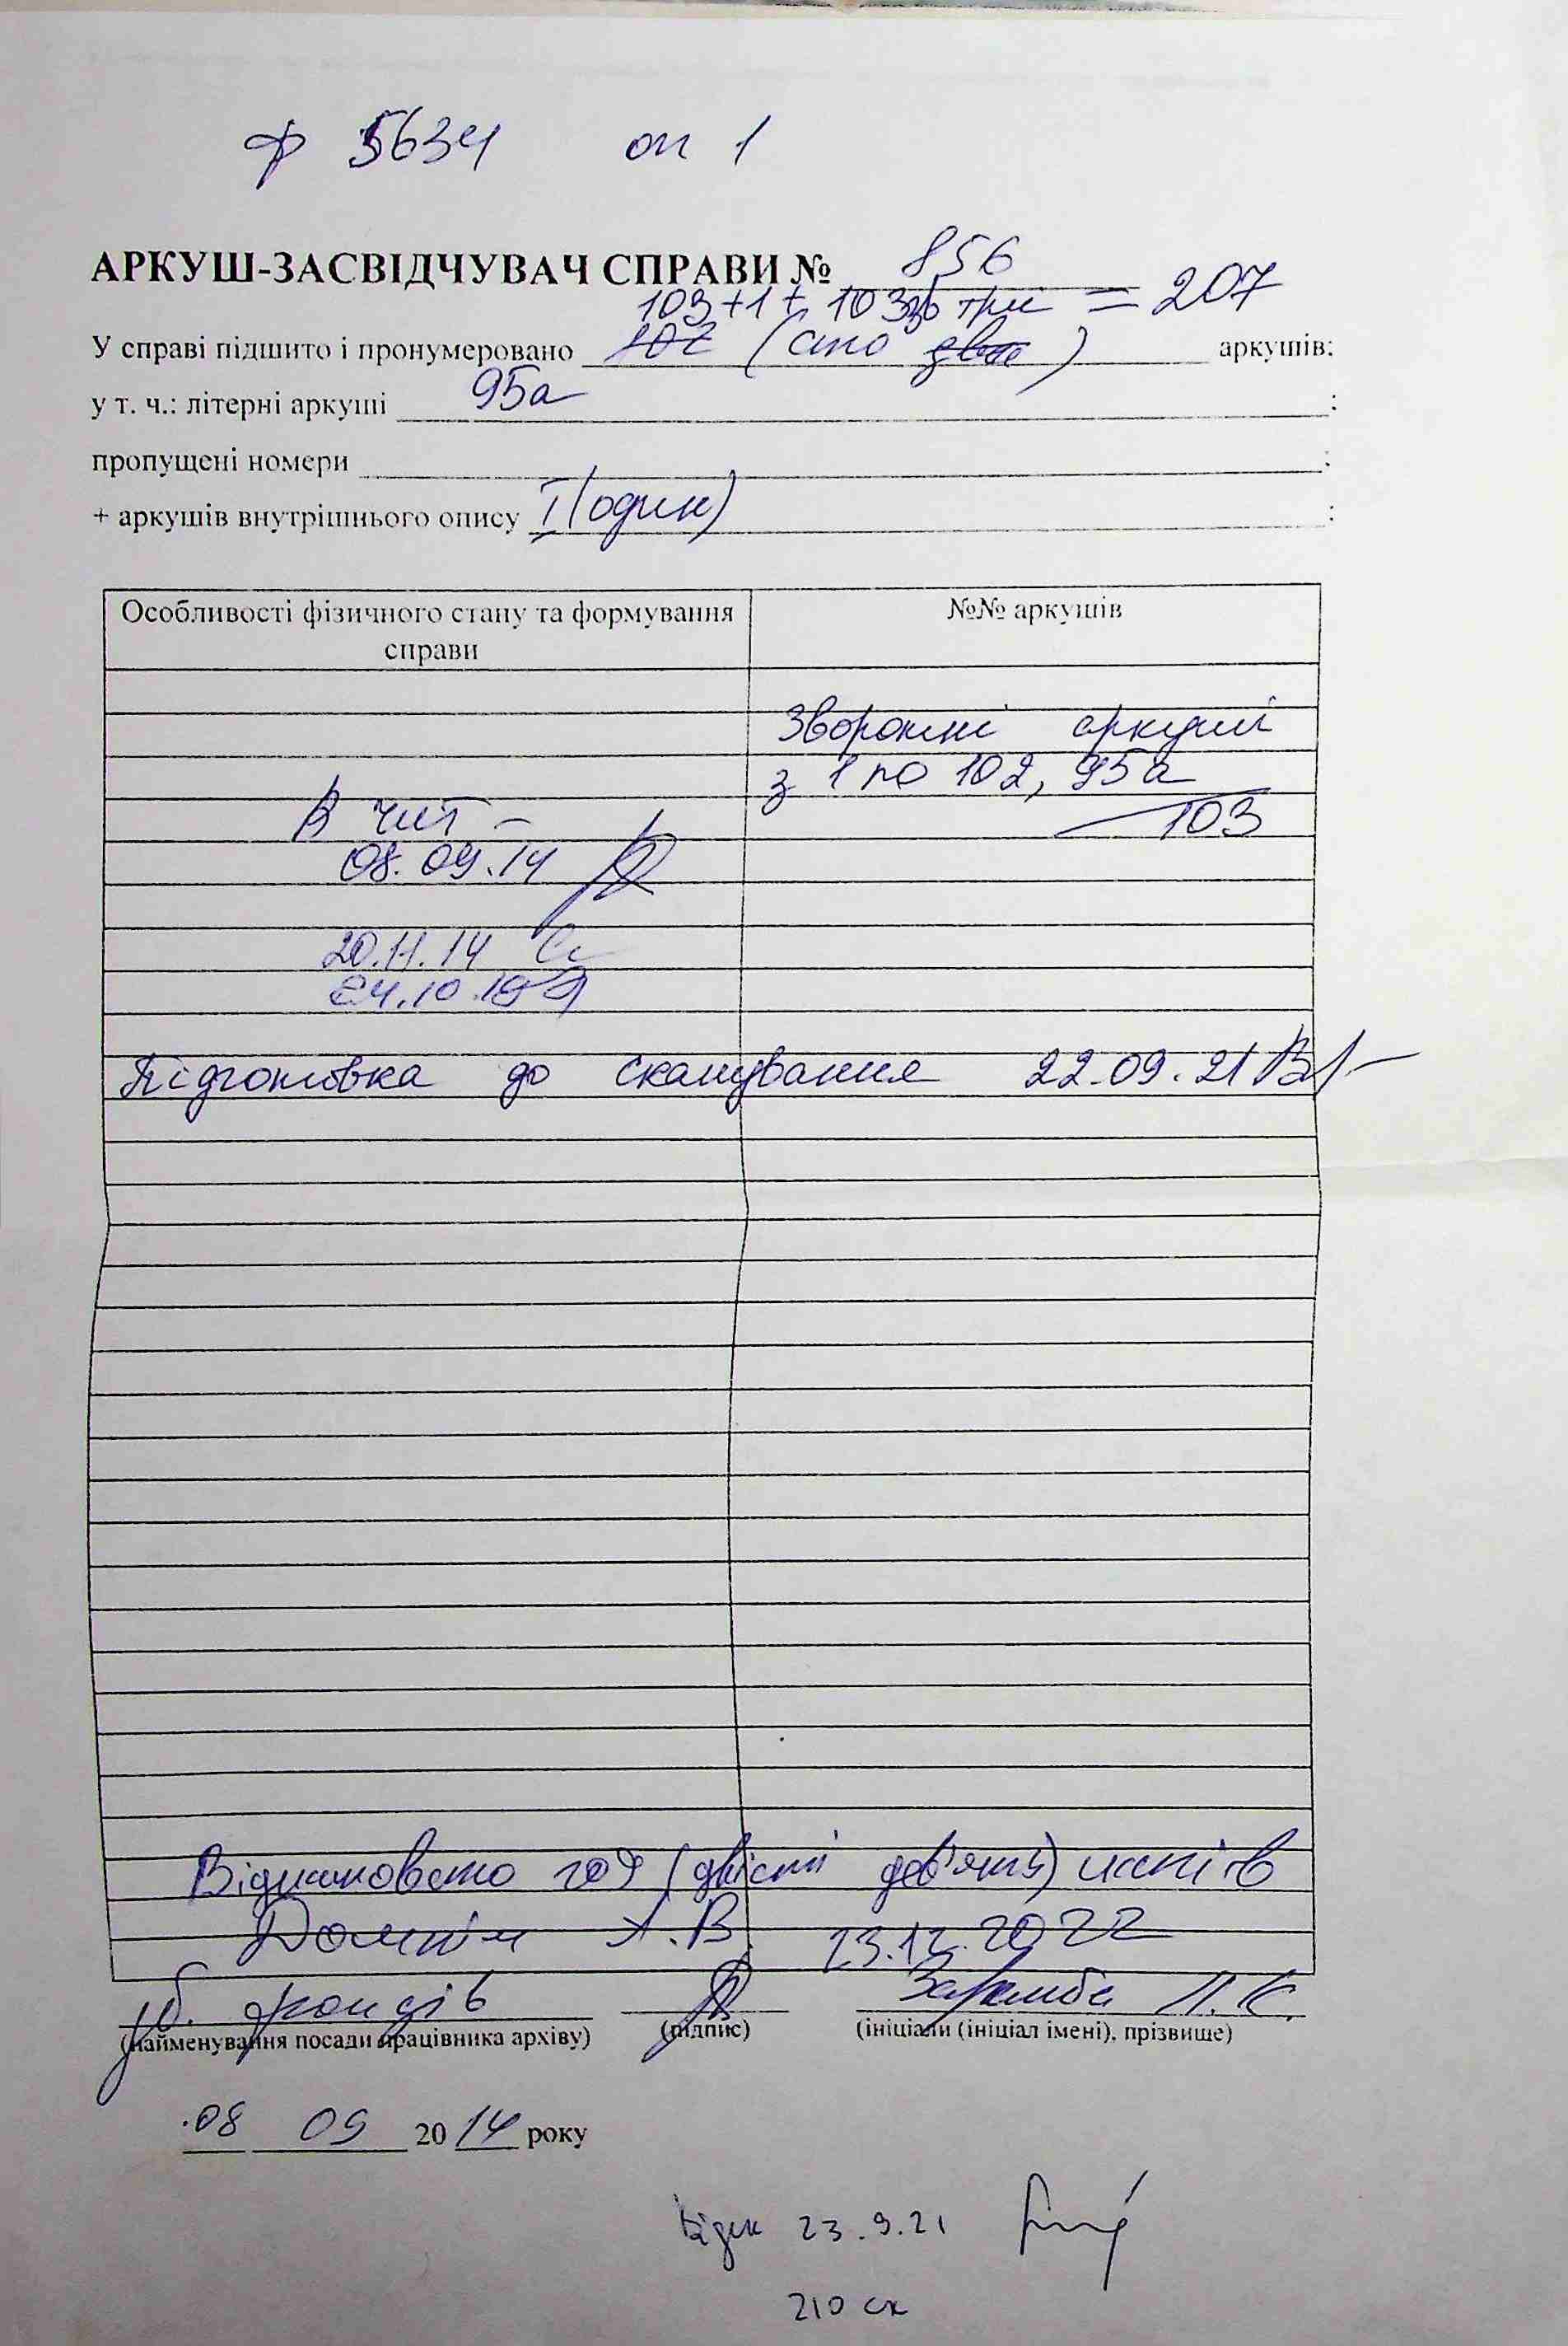 ф 5634 оп 1
АРКУШ-ЗАСВІДЧУВАЧ СПРАВИ № 856
103+1+103 зв три = 207
У справі підшито і пронумеровано 102 (сто две) аркушів:
у т. ч.: літерні аркуші 95а :
пропущені номери :
+ аркушів внутрішнього опису 1 (один) :
Особливості фізичного стану та формування справи
№№ аркушів
Зворотні аркуші
з 1 по 102, 95а
В чит –
103
08.09.14
20.11.14
24.10.19
Підготовка до сканування 22.09.21
Відскановано 209 (двісті дев'ять) листів
А.В. 23.12.2022
фондів
(найменування посади працівника архіву) (підпис) (ініціали (ініціал імені), прізвище)
08 09 2014 року
23.9.21
210 ск